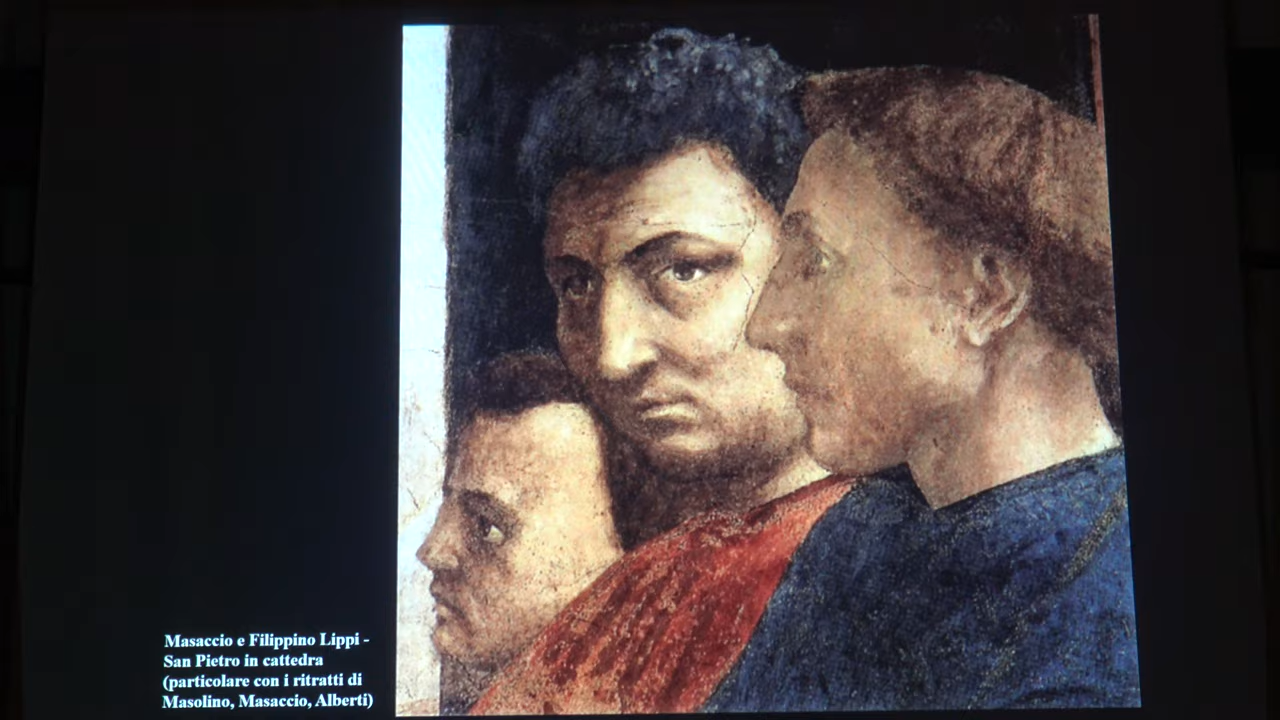 Masaccio e Filippino Lippi -
San Pietro in cattedra
(particolare con i ritratti di
Masolino, Masaccio, Alberti)